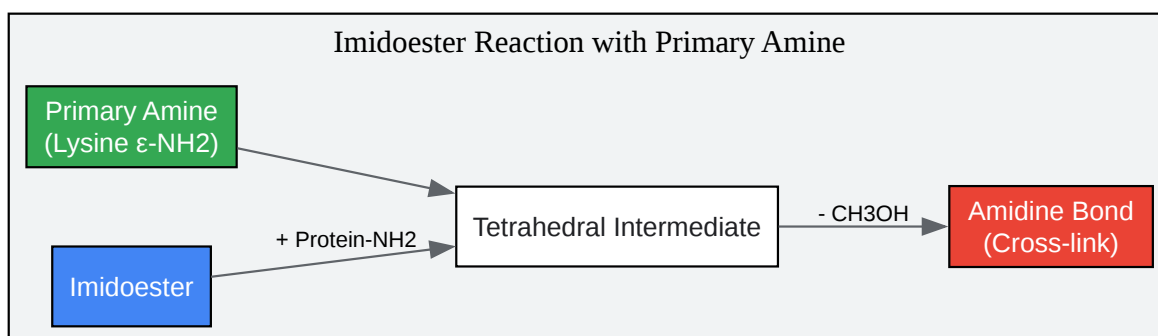 Imidoester Reaction with Primary Amine
Primary Amine
(Lysine ε-NH2)
Imidoester
+ Protein-NH2
Tetrahedral Intermediate
- CH3OH
Amidine Bond
(Cross-link)